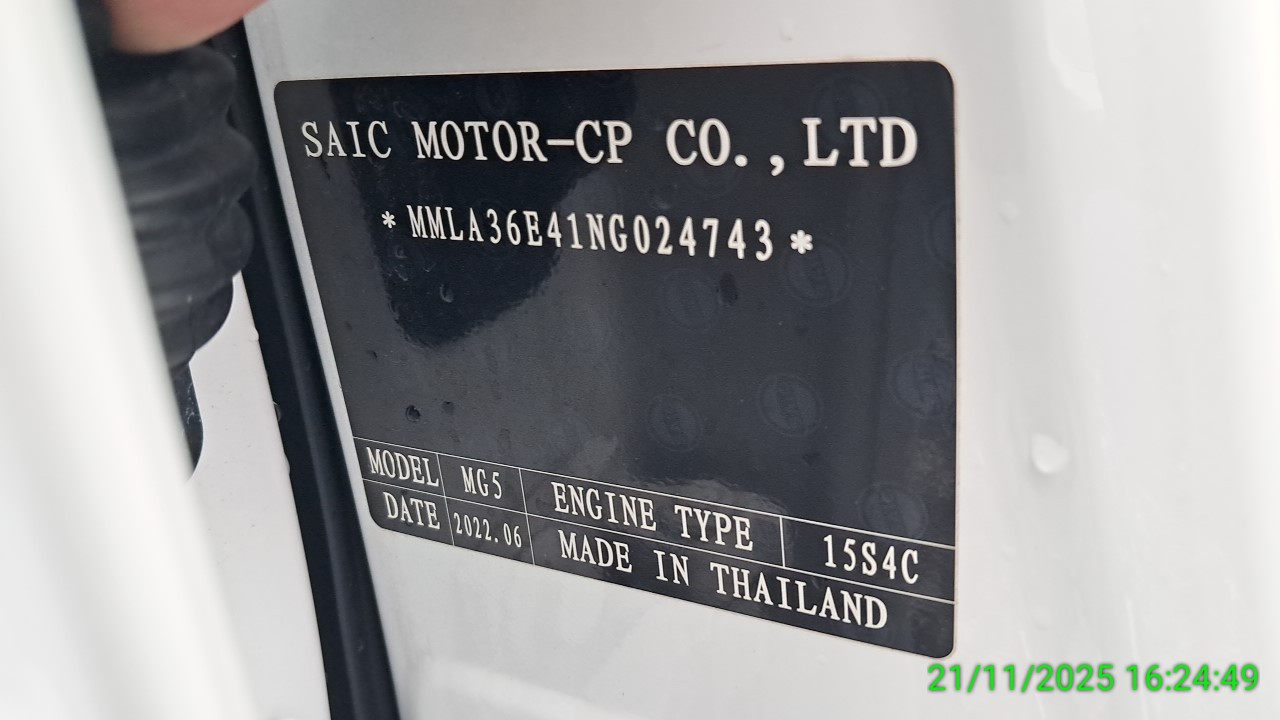 SAIC MOTOR-CP CO.,LTD
*MMLA36E41NG024743*
MODEL MG5 ENGINE TYPE 15S4C
DATE 2022.06 MADE IN THAILAND
21/11/2025 16:24:49